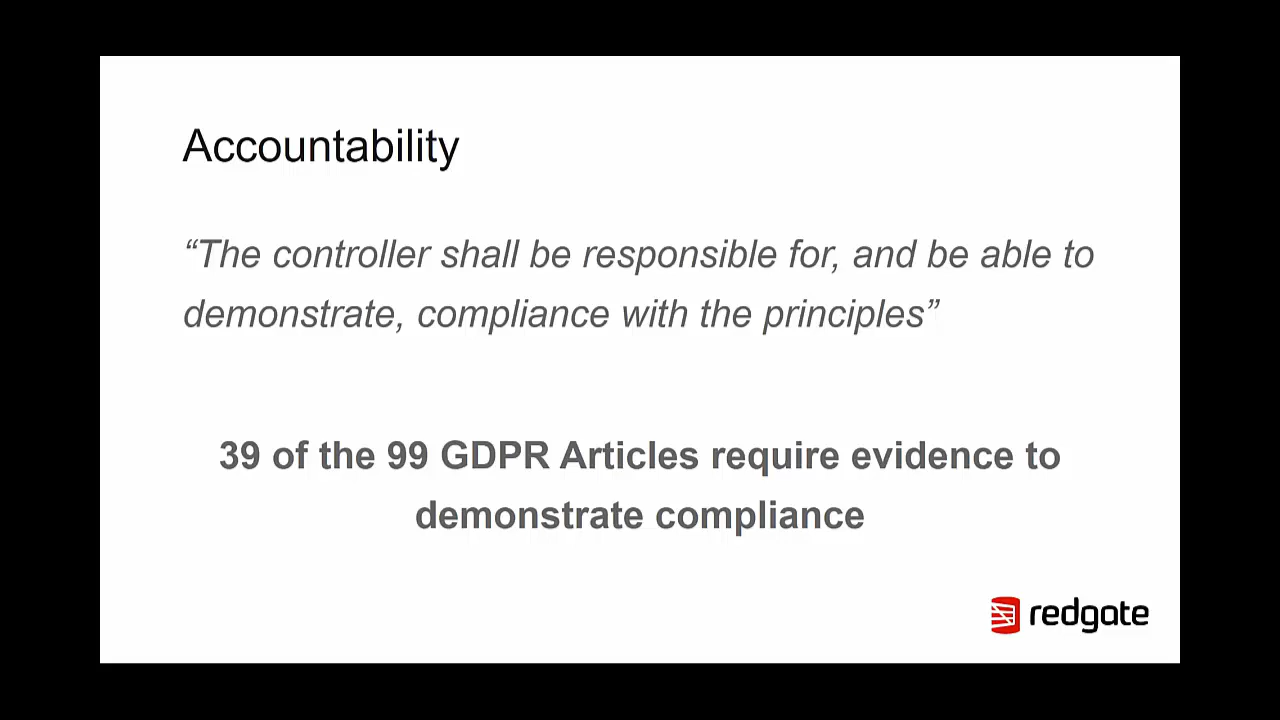 Accountability
“The controller shall be responsible for, and be able to
demonstrate, compliance with the principles”
39 of the 99 GDPR Articles require evidence to
demonstrate compliance
redgate